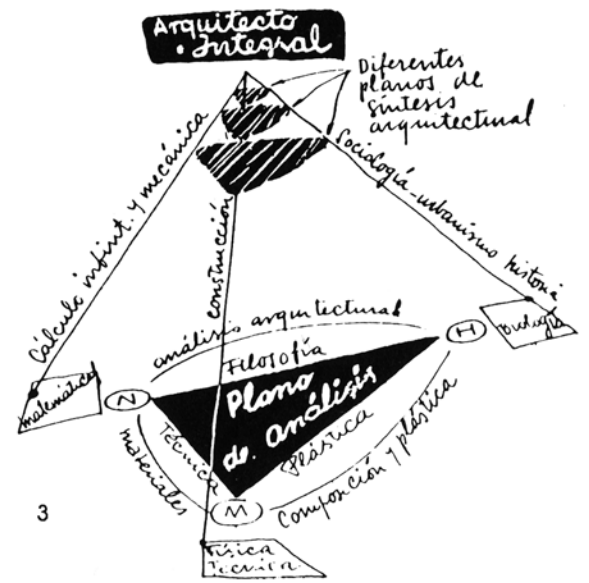 Arquitecto
• Integral
Diferentes
planos de
síntesis
arquitectural
Cálculo infinit. y mecánica
construcción
Sociología-urbanismo historia
análisis arquitectural
Filosofía
Plano
de análisis
Técnica
Plástica
materiales
Composición y plástica
matemáticas
Biología
Física
Técnica
N
H
M
3